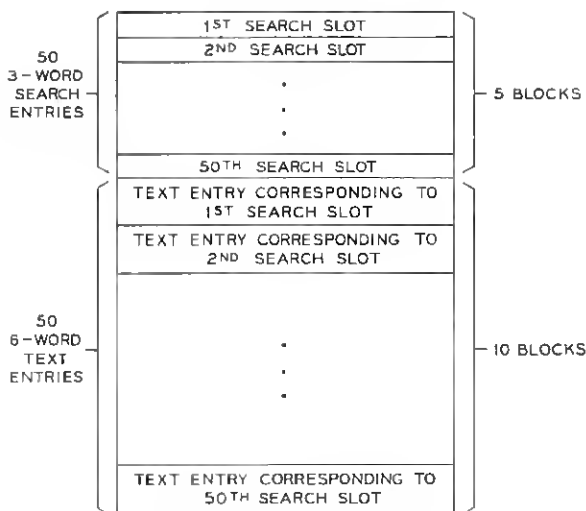 1ST SEARCH SLOT
2ND SEARCH SLOT
50
3-WORD
SEARCH
ENTRIES
5 BLOCKS
50TH SEARCH SLOT
TEXT ENTRY CORRESPONDING TO
1ST SEARCH SLOT
TEXT ENTRY CORRESPONDING TO
2ND SEARCH SLOT
50
6-WORD
TEXT
ENTRIES
10 BLOCKS
TEXT ENTRY CORRESPONDING TO
50TH SEARCH SLOT